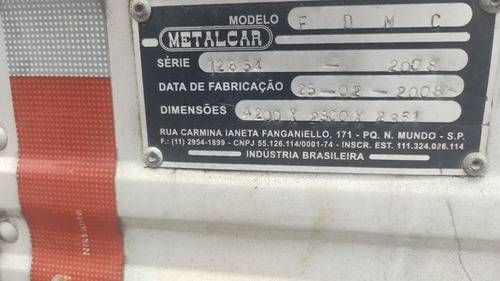 MODELO F D M C
METALCAR
SÉRIE 12854 - 2008
DATA DE FABRICAÇÃO 25-02-2008
DIMENSÕES 4200 X 2300 X 2351
RUA CARMINA IANETA FANGANIELLO, 171 - PQ. N. MUNDO - S.P.
F.: (11) 2954-1899 - CNPJ 55.126.114/0001-74 - INSCR. EST. 111.324.026.114
INDÚSTRIA BRASILEIRA
Nikkalite